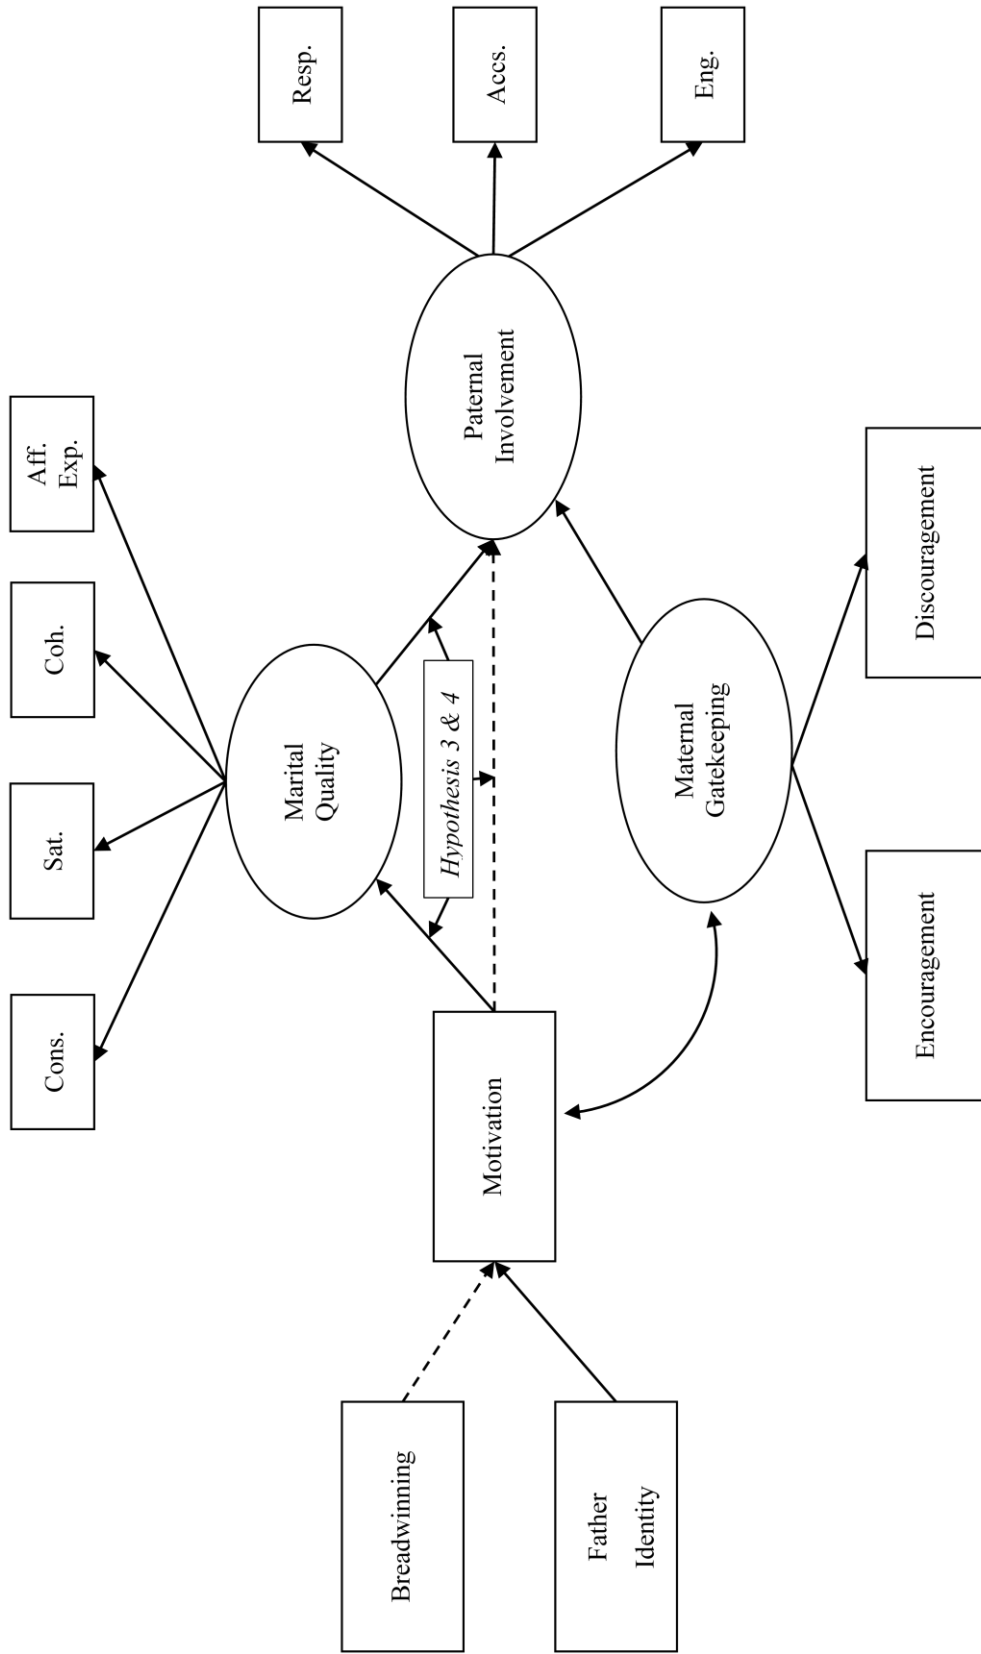 Cons.
Sat.
Coh.
Aff.
Exp.
Marital
Quality
Resp.
Hypothesis 3 & 4
Breadwinning
Motivation
Paternal
Involvement
Accs.
Father
Identity
Maternal
Gatekeeping
Eng.
Encouragement
Discouragement